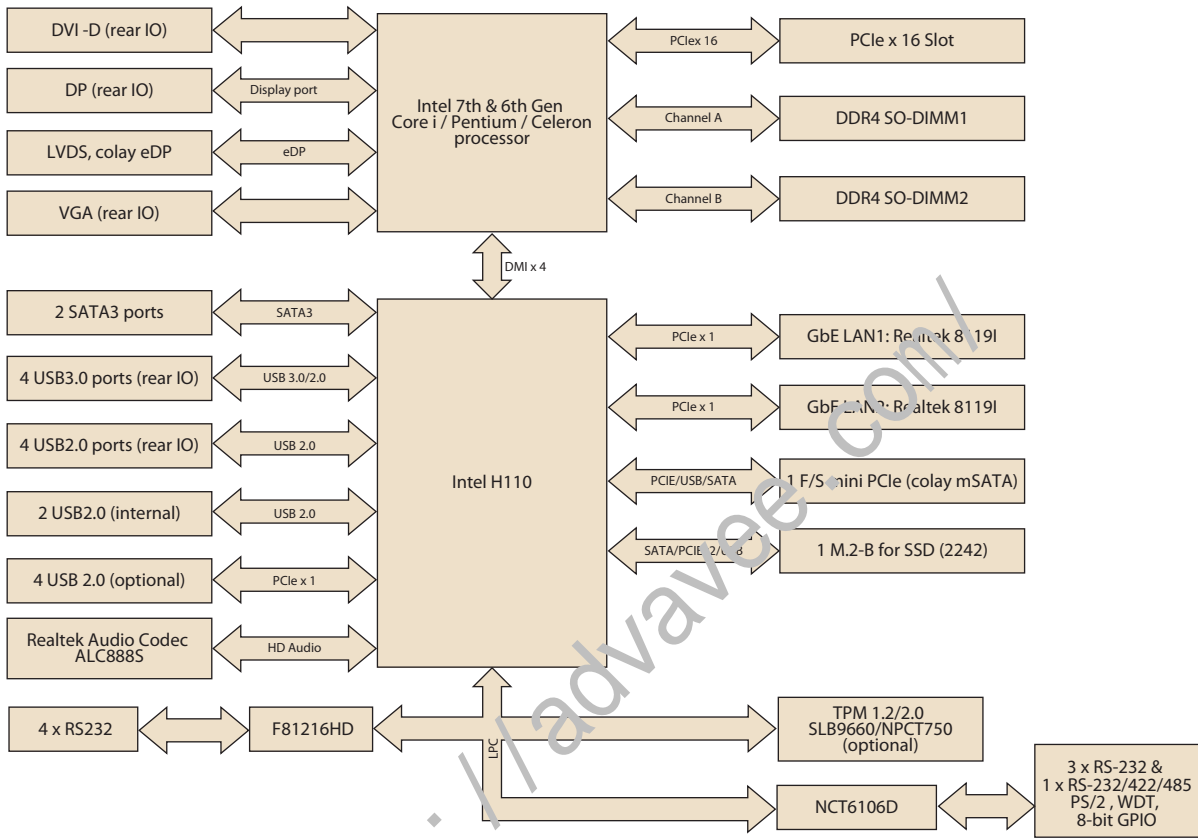 DVI -D (rear IO)
PCIex 16
PCIe x 16 Slot
DP (rear IO)
Display port
Intel 7th & 6th Gen
Core i / Pentium / Celeron
processor
Channel A
DDR4 SO-DIMM1
LVDS, colay eDP
eDP
VGA (rear IO)
Channel B
DDR4 SO-DIMM2
DMI x 4
2 SATA3 ports
SATA3
PCIe x 1
GbE LAN1: Realtek 8119I
4 USB3.0 ports (rear IO)
USB 3.0/2.0
PCIe x 1
GbE LAN2: Realtek 8119I
4 USB2.0 ports (rear IO)
USB 2.0
Intel H110
PCIE/USB/SATA
1 F/S mini PCIe (colay mSATA)
2 USB2.0 (internal)
USB 2.0
SATA/PCIE 2/USB
1 M.2-B for SSD (2242)
4 USB 2.0 (optional)
PCIe x 1
Realtek Audio Codec
ALC888S
HD Audio
4 x RS232
F81216HD
LPC
TPM 1.2/2.0
SLB9660/NPCT750
(optional)
NCT6106D
3 x RS-232 &
1 x RS-232/422/485
PS/2 , WDT,
8-bit GPIO
://advavee.com/